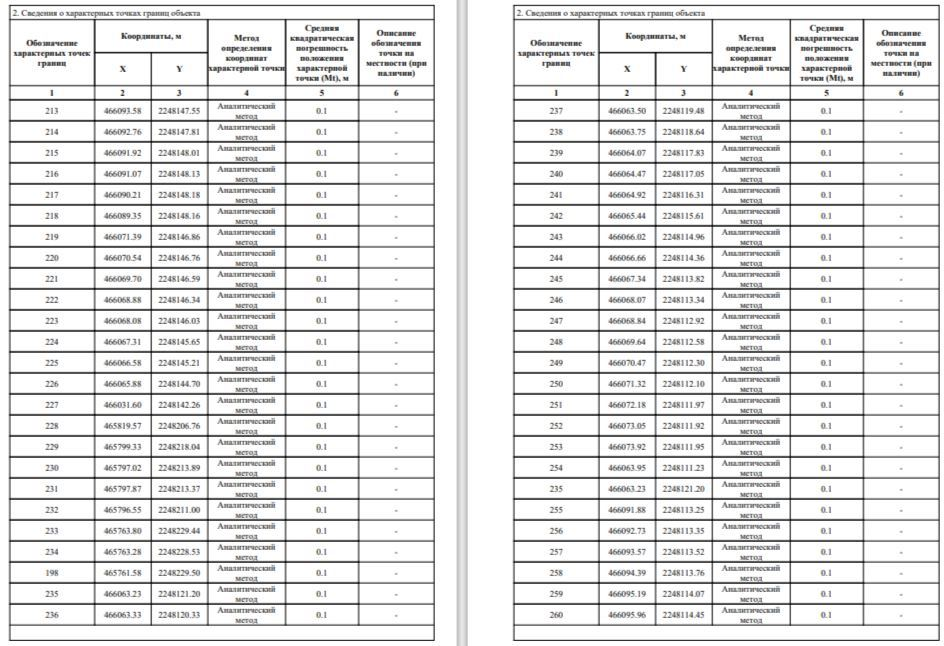 2. Сведения о характерных точках границ объекта
Обозначение характерных точек границ | Координаты, м | Метод определения координат характерной точки | Средняя квадратическая погрешность положения характерной точки (Mt), м | Описание обозначения точки на местности (при наличии)
X | Y
1 | 2 | 3 | 4 | 5 | 6
213 | 466093.58 | 2248147.55 | Аналитический метод | 0.1 | -
214 | 466092.76 | 2248147.81 | Аналитический метод | 0.1 | -
215 | 466091.92 | 2248148.01 | Аналитический метод | 0.1 | -
216 | 466091.07 | 2248148.13 | Аналитический метод | 0.1 | -
217 | 466090.21 | 2248148.18 | Аналитический метод | 0.1 | -
218 | 466089.35 | 2248148.16 | Аналитический метод | 0.1 | -
219 | 466071.39 | 2248146.86 | Аналитический метод | 0.1 | -
220 | 466070.54 | 2248146.76 | Аналитический метод | 0.1 | -
221 | 466069.70 | 2248146.59 | Аналитический метод | 0.1 | -
222 | 466068.88 | 2248146.34 | Аналитический метод | 0.1 | -
223 | 466068.08 | 2248146.03 | Аналитический метод | 0.1 | -
224 | 466067.31 | 2248145.65 | Аналитический метод | 0.1 | -
225 | 466066.58 | 2248145.21 | Аналитический метод | 0.1 | -
226 | 466065.88 | 2248144.70 | Аналитический метод | 0.1 | -
227 | 466031.60 | 2248142.26 | Аналитический метод | 0.1 | -
228 | 465819.57 | 2248206.76 | Аналитический метод | 0.1 | -
229 | 465799.33 | 2248218.04 | Аналитический метод | 0.1 | -
230 | 465797.02 | 2248213.89 | Аналитический метод | 0.1 | -
231 | 465797.87 | 2248213.37 | Аналитический метод | 0.1 | -
232 | 465796.55 | 2248211.00 | Аналитический метод | 0.1 | -
233 | 465763.80 | 2248229.44 | Аналитический метод | 0.1 | -
234 | 465763.28 | 2248228.53 | Аналитический метод | 0.1 | -
198 | 465761.58 | 2248229.50 | Аналитический метод | 0.1 | -
235 | 466063.23 | 2248121.20 | Аналитический метод | 0.1 | -
236 | 466063.33 | 2248120.33 | Аналитический метод | 0.1 | -
2. Сведения о характерных точках границ объекта
Обозначение характерных точек границ | Координаты, м | Метод определения координат характерной точки | Средняя квадратическая погрешность положения характерной точки (Mt), м | Описание обозначения точки на местности (при наличии)
X | Y
1 | 2 | 3 | 4 | 5 | 6
237 | 466063.50 | 2248119.48 | Аналитический метод | 0.1 | -
238 | 466063.75 | 2248118.64 | Аналитический метод | 0.1 | -
239 | 466064.07 | 2248117.83 | Аналитический метод | 0.1 | -
240 | 466064.47 | 2248117.05 | Аналитический метод | 0.1 | -
241 | 466064.92 | 2248116.31 | Аналитический метод | 0.1 | -
242 | 466065.44 | 2248115.61 | Аналитический метод | 0.1 | -
243 | 466066.02 | 2248114.96 | Аналитический метод | 0.1 | -
244 | 466066.66 | 2248114.36 | Аналитический метод | 0.1 | -
245 | 466067.34 | 2248113.82 | Аналитический метод | 0.1 | -
246 | 466068.07 | 2248113.34 | Аналитический метод | 0.1 | -
247 | 466068.84 | 2248112.92 | Аналитический метод | 0.1 | -
248 | 466069.64 | 2248112.58 | Аналитический метод | 0.1 | -
249 | 466070.47 | 2248112.30 | Аналитический метод | 0.1 | -
250 | 466071.32 | 2248112.10 | Аналитический метод | 0.1 | -
251 | 466072.18 | 2248111.97 | Аналитический метод | 0.1 | -
252 | 466073.05 | 2248111.92 | Аналитический метод | 0.1 | -
253 | 466073.92 | 2248111.95 | Аналитический метод | 0.1 | -
254 | 466063.95 | 2248111.23 | Аналитический метод | 0.1 | -
235 | 466063.23 | 2248121.20 | Аналитический метод | 0.1 | -
255 | 466091.88 | 2248113.25 | Аналитический метод | 0.1 | -
256 | 466092.73 | 2248113.35 | Аналитический метод | 0.1 | -
257 | 466093.57 | 2248113.52 | Аналитический метод | 0.1 | -
258 | 466094.39 | 2248113.76 | Аналитический метод | 0.1 | -
259 | 466095.19 | 2248114.07 | Аналитический метод | 0.1 | -
260 | 466095.96 | 2248114.45 | Аналитический метод | 0.1 | -